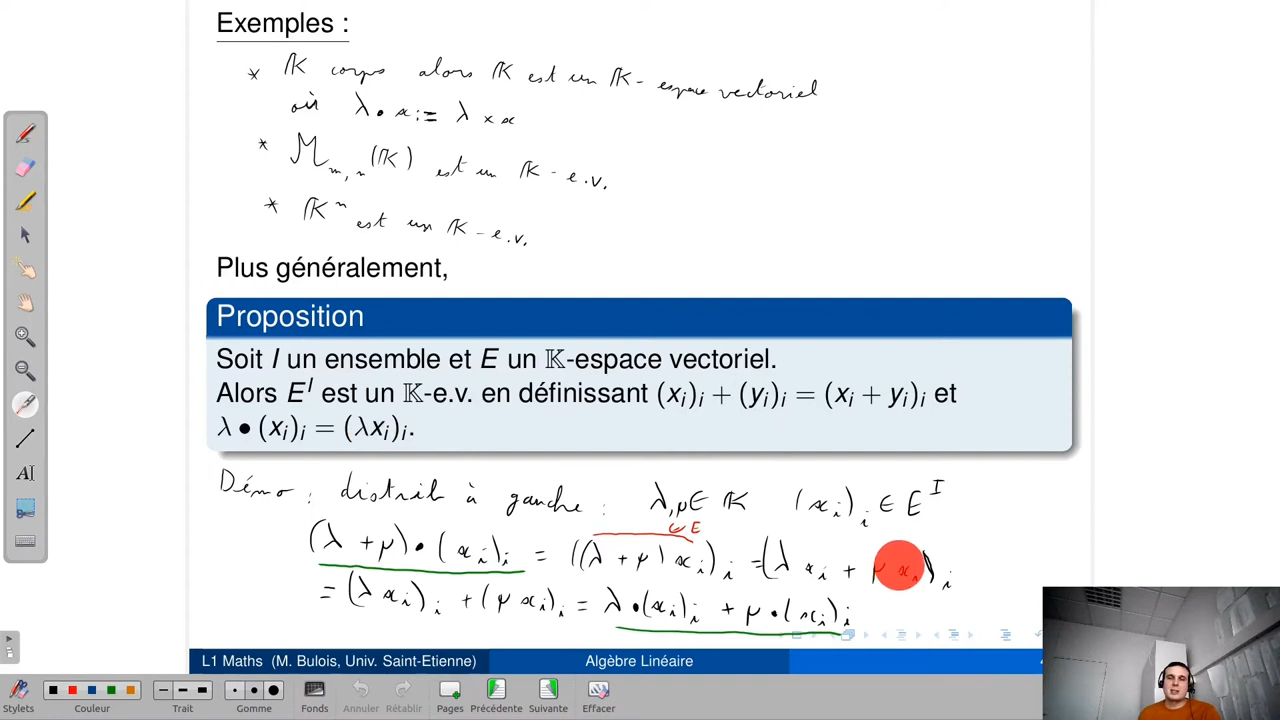 Exemples :
* 𝕂 corps alors 𝕂 est un 𝕂-espace vectoriel
où λ • x := λ × x
* M_{m,n}(𝕂) est un 𝕂-e.v.
* 𝕂^n est un 𝕂-e.v.
Plus généralement,
Proposition
Soit I un ensemble et E un 𝕂-espace vectoriel.
Alors E^I est un 𝕂-e.v. en définissant (x_i)_i + (y_i)_i = (x_i + y_i)_i et
λ • (x_i)_i = (λx_i)_i.
Démo : distrib à gauche : λ, μ ∈ 𝕂 (x_i)_i ∈ E^I
∈ E
(λ + μ) • (x_i)_i = ((λ + μ) x_i)_i = (λ x_i + μ x_i)_i
= (λ x_i)_i + (μ x_i)_i = λ • (x_i)_i + μ • (x_i)_i
L1 Maths (M. Bulois, Univ. Saint-Etienne) Algèbre Linéaire
Stylets Couleur Trait Gomme Fonds Annuler Rétablir Pages Précédente Suivante Effacer